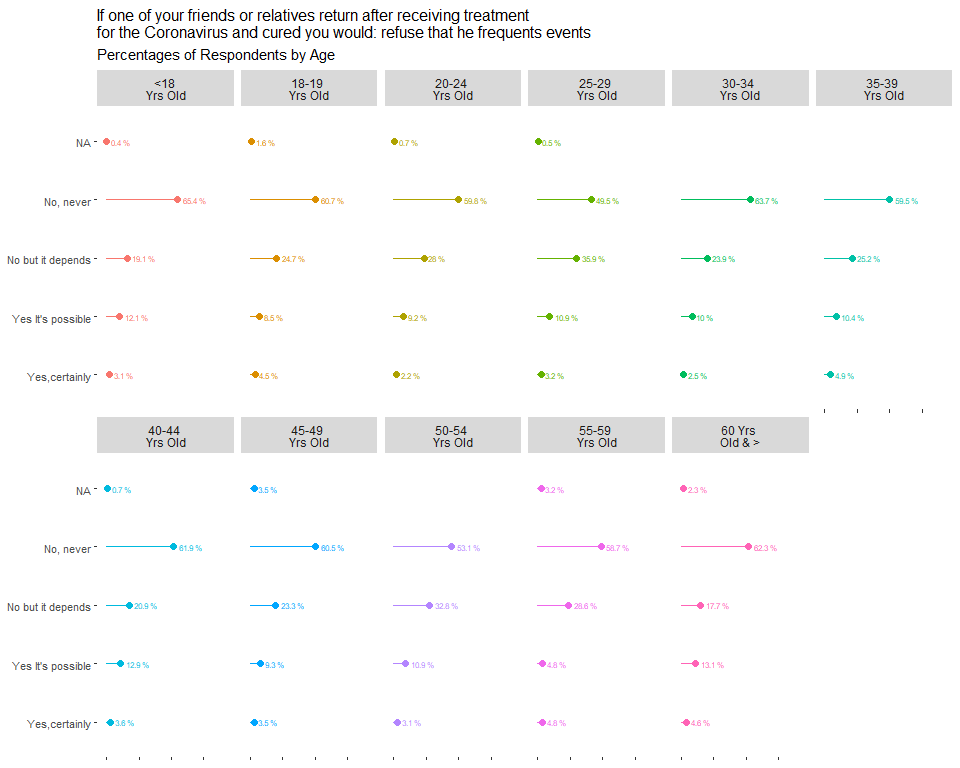 If one of your friends or relatives return after receiving treatment
for the Coronavirus and cured you would: refuse that he frequents events
Percentages of Respondents by Age
<18 Yrs Old
18-19 Yrs Old
20-24 Yrs Old
25-29 Yrs Old
30-34 Yrs Old
35-39 Yrs Old
NA 0.4 % 1.6 % 0.7 % 0.5 %
No, never 65.4 % 60.7 % 59.8 % 49.5 % 63.7 % 59.5 %
No but it depends 19.1 % 24.7 % 28 % 35.9 % 23.9 % 25.2 %
Yes It's possible 12.1 % 8.5 % 9.2 % 10.9 % 10 % 10.4 %
Yes,certainly 3.1 % 4.5 % 2.2 % 3.2 % 2.5 % 4.9 %
40-44 Yrs Old
45-49 Yrs Old
50-54 Yrs Old
55-59 Yrs Old
60 Yrs Old & >
NA 0.7 % 3.5 % 3.2 % 2.3 %
No, never 61.9 % 60.5 % 53.1 % 58.7 % 62.3 %
No but it depends 20.9 % 23.3 % 32.8 % 28.6 % 17.7 %
Yes It's possible 12.9 % 9.3 % 10.9 % 4.8 % 13.1 %
Yes,certainly 3.6 % 3.5 % 3.1 % 4.8 % 4.6 %